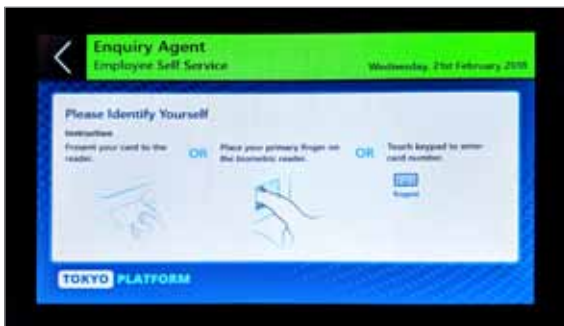 Enquiry Agent
Employee Self Service
Wednesday, 21st February, 2018
Please Identify Yourself
Instruction
Present your card to the
reader.
OR
Place your primary finger on
the biometric reader.
OR
Touch keypad to enter
card number.
Keypad
TOKYO PLATFORM